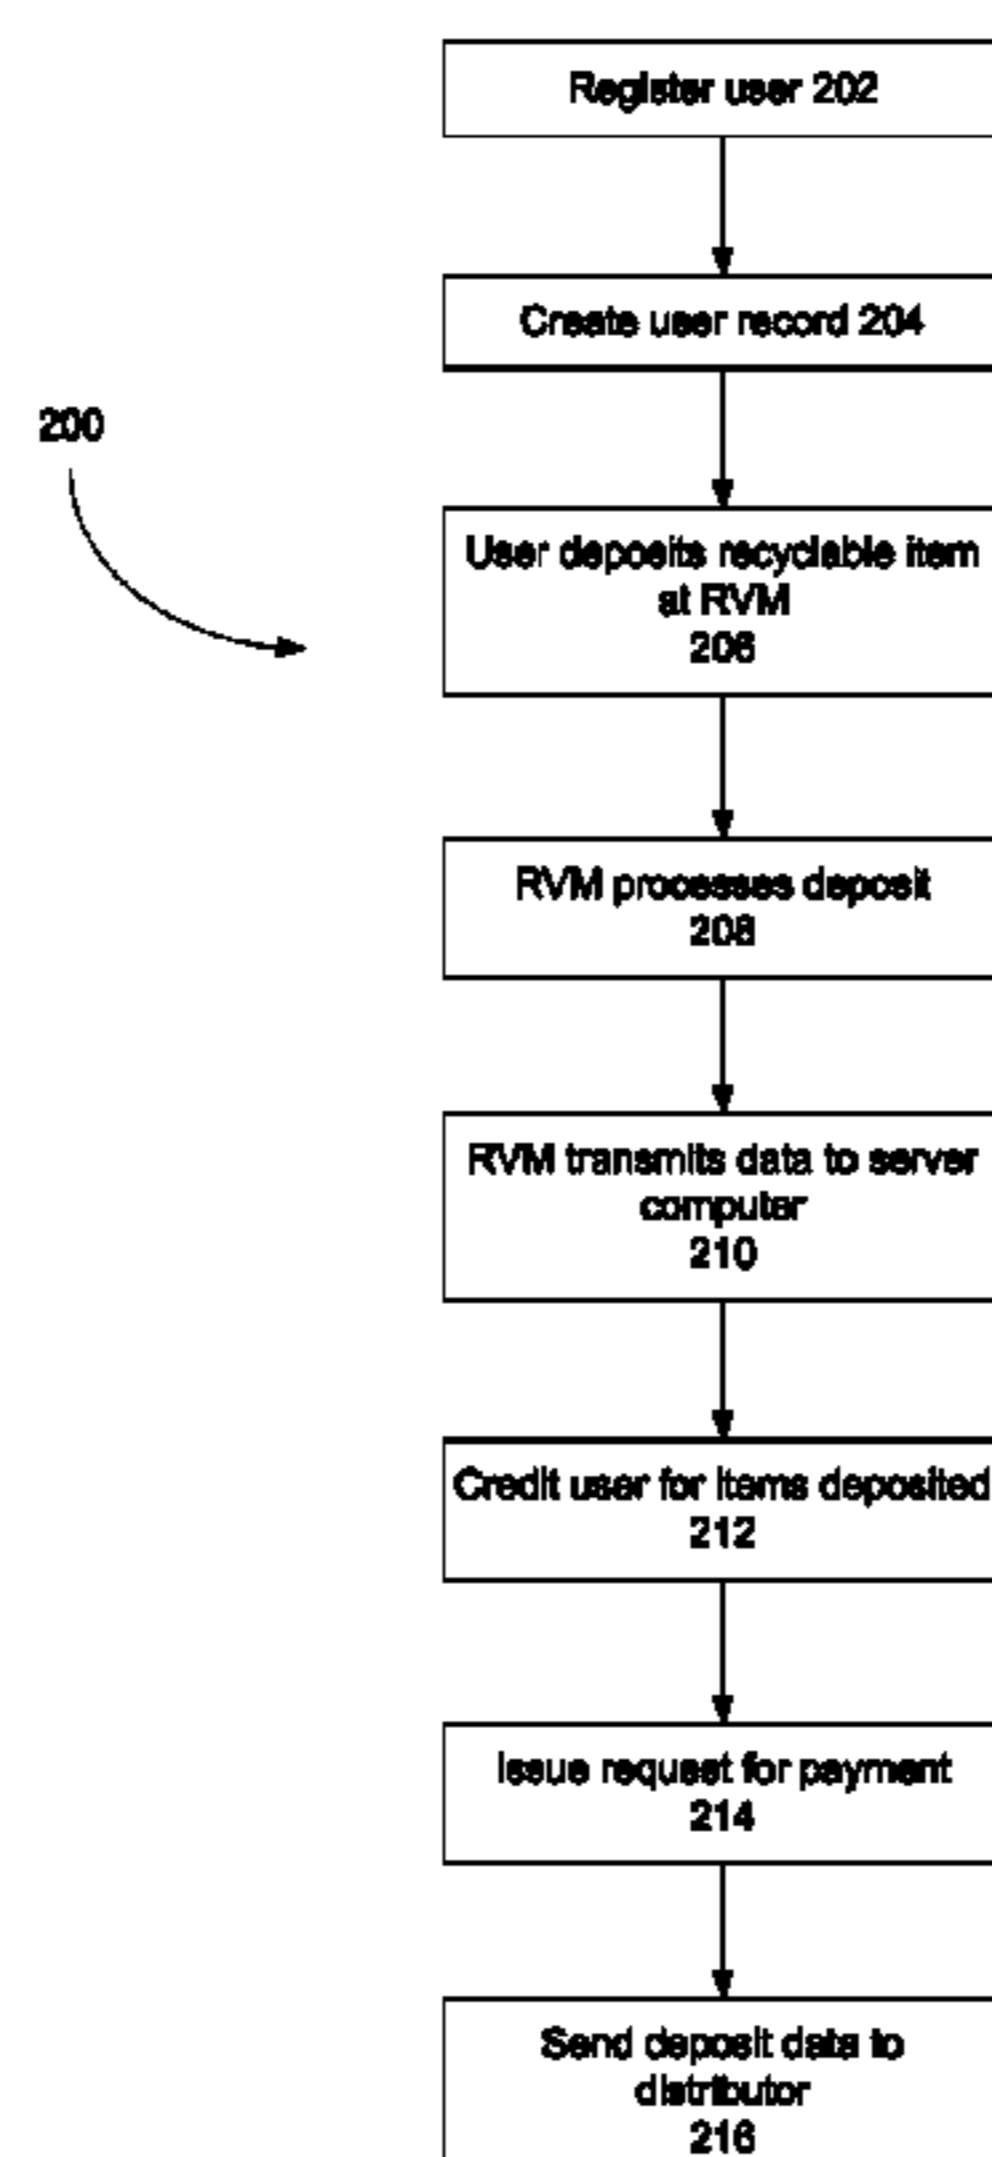 Register user 202
Create user record 204
200
User deposits recyclable item
at RVM
206
RVM processes deposit
208
RVM transmits data to server
computer
210
Credit user for items deposited
212
Issue request for payment
214
Send deposit data to
distributor
216